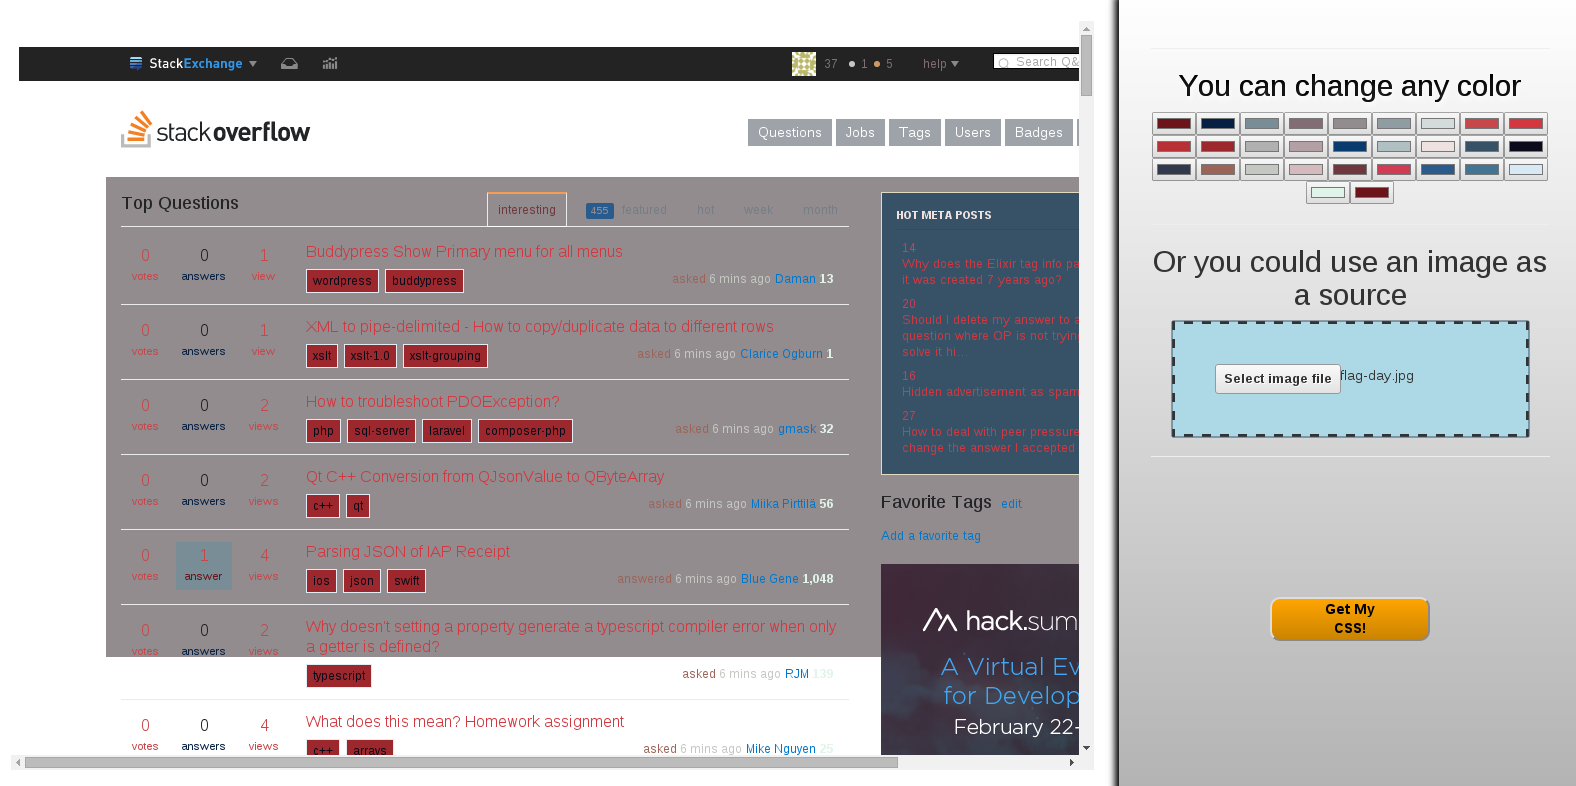 StackExchange 37 1 5 help Search Q&
stackoverflow Questions Jobs Tags Users Badges
Top Questions interesting 455 featured hot week month
0 0 1 Buddypress Show Primary menu for all menus
votes answers view wordpress buddypress asked 6 mins ago Daman 13
0 0 1 XML to pipe-delimited - How to copy/duplicate data to different rows
votes answers view xslt xslt-1.0 xslt-grouping asked 6 mins ago Clarice Ogburn 1
0 0 2 How to troubleshoot PDOException?
votes answers views php sql-server laravel composer-php asked 6 mins ago gmask 32
0 0 2 Qt C++ Conversion from QJsonValue to QByteArray
votes answers views c++ qt asked 6 mins ago Miika Pirttilä 56
0 1 4 Parsing JSON of IAP Receipt
votes answer views ios json swift answered 6 mins ago Blue Gene 1,048
0 0 2 Why doesn't setting a property generate a typescript compiler error when only
votes answers views a getter is defined?
typescript asked 6 mins ago RJM 139
0 0 4 What does this mean? Homework assignment
votes answers views c++ arrays asked 6 mins ago Mike Nguyen 25
HOT META POSTS
14
Why does the Elixir tag info pa
it was created 7 years ago?
20
Should I delete my answer to a
question where OP is not trying
solve it hi...
16
Hidden advertisement as spam
27
How to deal with peer pressure
change the answer I accepted
Favorite Tags edit
Add a favorite tag
hack.sum
A Virtual Ev
for Develop
February 22-
You can change any color
Or you could use an image as
a source
Select image file flag-day.jpg
Get My
CSS!